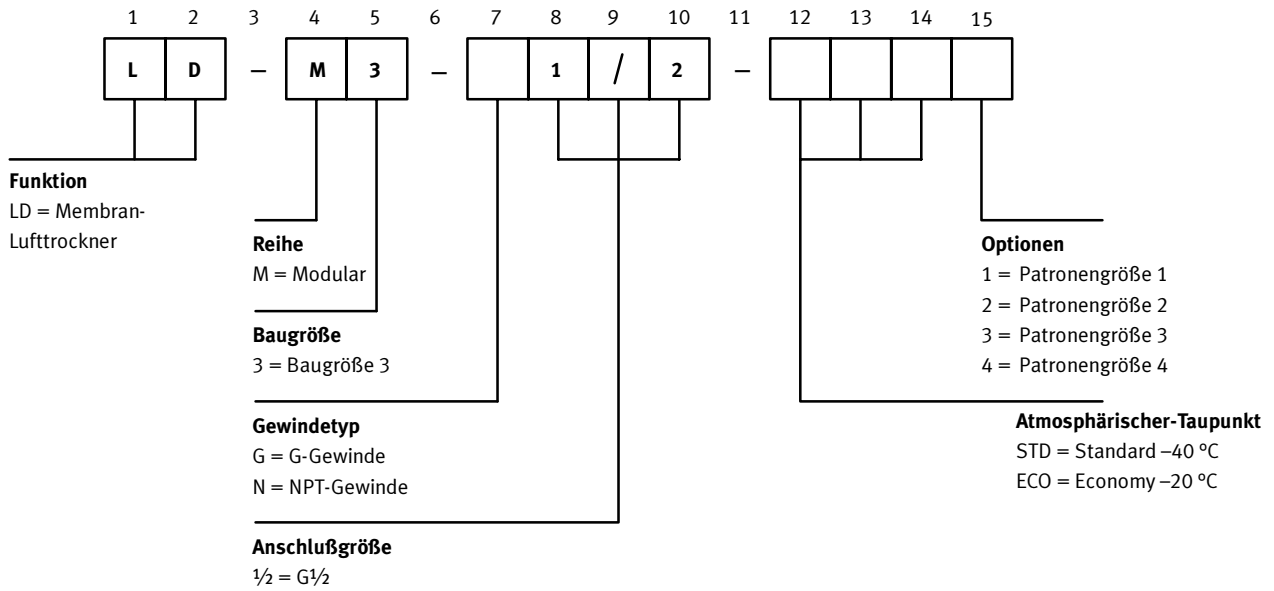 1 2 3 4 5 6 7 8 9 10 11 12 13 14 15
L D – M 3 – 1 / 2 –
Funktion
LD = Membran-
Lufttrockner
Reihe
M = Modular
Baugröße
3 = Baugröße 3
Gewindetyp
G = G-Gewinde
N = NPT-Gewinde
Anschlußgröße
½ = G½
Optionen
1 = Patronengröße 1
2 = Patronengröße 2
3 = Patronengröße 3
4 = Patronengröße 4
Atmosphärischer-Taupunkt
STD = Standard –40 °C
ECO = Economy –20 °C